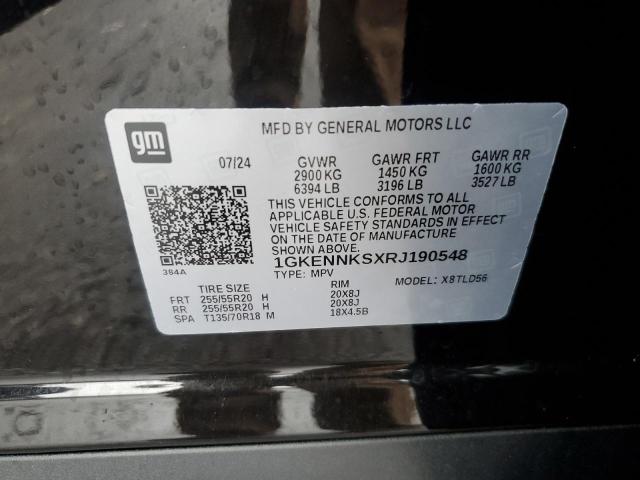 gm
MFD BY GENERAL MOTORS LLC
07/24 GVWR GAWR FRT GAWR RR
2900 KG 1450 KG 1600 KG
6394 LB 3196 LB 3527 LB
THIS VEHICLE CONFORMS TO ALL
APPLICABLE U.S. FEDERAL MOTOR
VEHICLE SAFETY STANDARDS IN EFFECT
ON THE DATE OF MANUFACTURE
SHOWN ABOVE.
384A
1GKENNKSXRJ190548
TYPE: MPV MODEL: X8TLD56
TIRE SIZE RIM
FRT 255/55R20 H 20X8J
RR 255/55R20 H 20X8J
SPA T135/70R18 M 18X4.5B